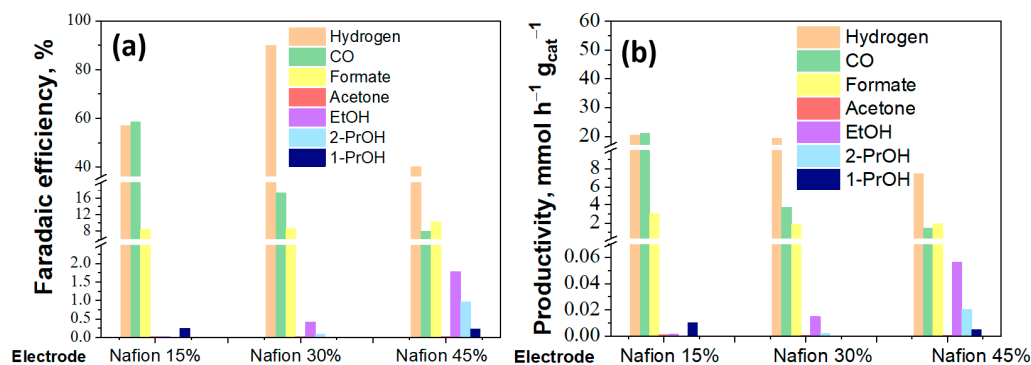 (a)
Faradaic efficiency, %
100
80
60
40
16
12
8
2.0
1.5
1.0
0.5
0.0
Hydrogen
CO
Formate
Acetone
EtOH
2-PrOH
1-PrOH
Electrode Nafion 15% Nafion 30% Nafion 45%
(b)
Productivity, mmol h⁻¹ gcat⁻¹
60
50
40
30
20
8
6
4
2
0.06
0.04
0.02
0.00
Hydrogen
CO
Formate
Acetone
EtOH
2-PrOH
1-PrOH
Electrode Nafion 15% Nafion 30% Nafion 45%